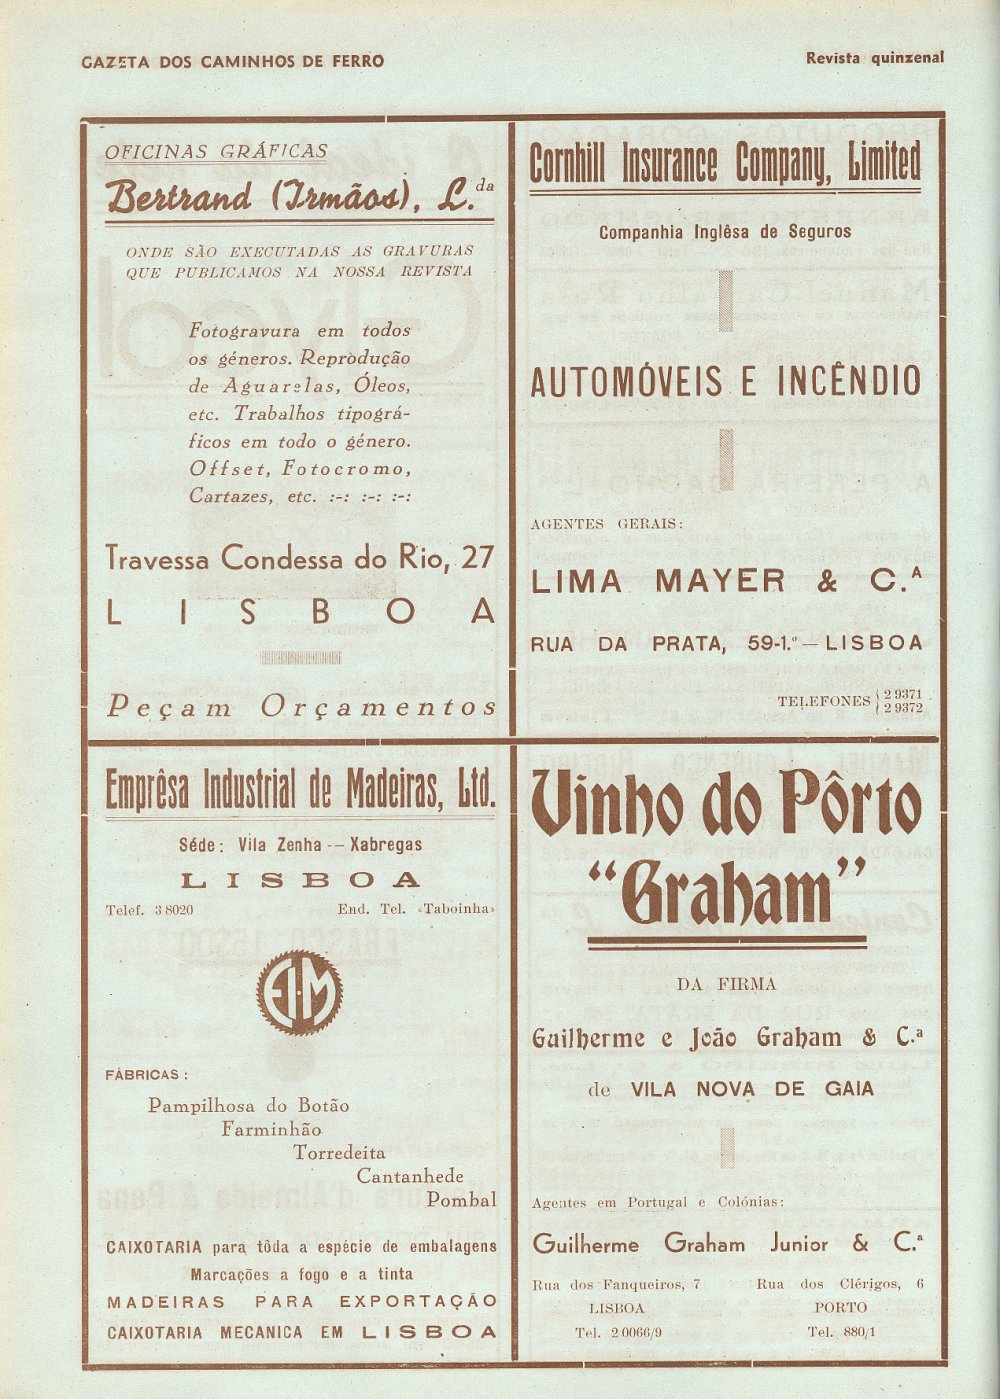 GAZETA DOS CAMINHOS DE FERRO
Revista quinzenal
OFICINAS GRÁFICAS
Bertrand (Irmãos), L.da
ONDE SÃO EXECUTADAS AS GRAVURAS
QUE PUBLICAMOS NA NOSSA REVISTA
Fotogravura em todos
os géneros. Reprodução
de Aguarelas, Óleos,
etc. Trabalhos tipográ-
ficos em todo o género.
Offset, Fotocromo,
Cartazes, etc. :-: :-: :-:
Travessa Condessa do Rio, 27
LISBOA
Peçam Orçamentos
Cornhill Insurance Company, Limited
Companhia Inglêsa de Seguros
AUTOMÓVEIS E INCÊNDIO
AGENTES GERAIS:
LIMA MAYER & C.A
RUA DA PRATA, 59-1.º — LISBOA
TELEFONES { 2 9371
2 9372
Emprêsa Industrial de Madeiras, Ltd.
Séde: Vila Zenha -- Xabregas
LISBOA
Telef. 3 8020 End. Tel. «Taboinha»
EIM
FÁBRICAS:
Pampilhosa do Botão
Farminhão
Torredeita
Cantanhede
Pombal
CAIXOTARIA para tôda a espécie de embalagens
Marcações a fogo e a tinta
MADEIRAS PARA EXPORTAÇÃO
CAIXOTARIA MECANICA EM LISBOA
Vinho do Pôrto
"Graham"
DA FIRMA
Guilherme e João Graham & C.a
de VILA NOVA DE GAIA
Agentes em Portugal e Colónias:
Guilherme Graham Junior & C.a
Rua dos Fanqueiros, 7 Rua dos Clérigos, 6
LISBOA PORTO
Tel. 2 0066/9 Tel. 880/1